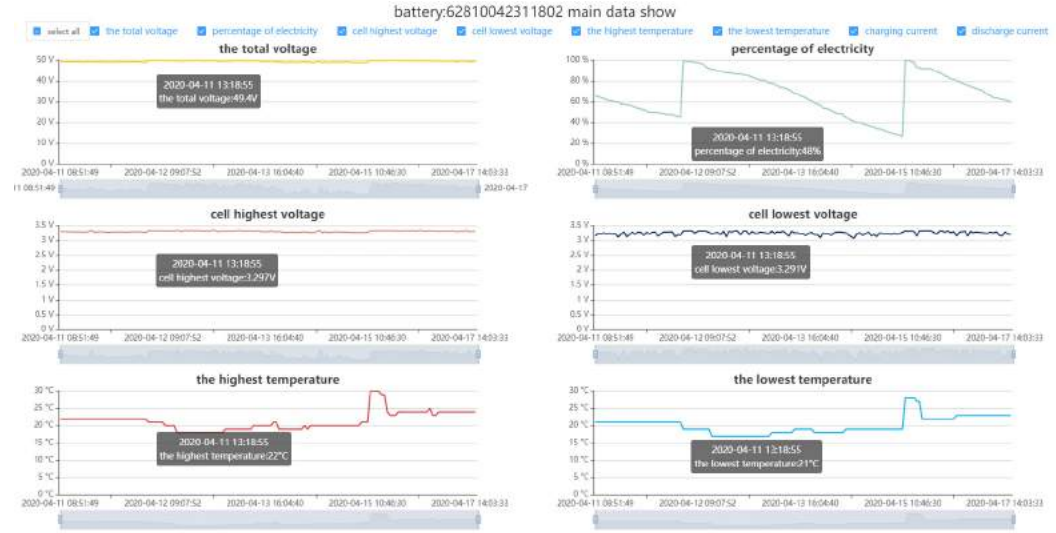 battery:62810042311802 main data show
select all the total voltage percentage of electricity cell highest voltage cell lowest voltage the highest temperature the lowest temperature charging current discharge current
the total voltage
50 V
40 V
30 V
20 V
10 V
0 V
2020-04-11 13:18:55
the total voltage:49.4V
2020-04-11 08:51:49 2020-04-12 09:07:52 2020-04-13 16:04:40 2020-04-15 10:46:30 2020-04-17 14:03:33
11 08:51:49 2020-04-17
percentage of electricity
100 %
80 %
60 %
40 %
20 %
0 %
2020-04-11 13:18:55
percentage of electricity:48%
2020-04-11 08:51:49 2020-04-12 09:07:52 2020-04-13 16:04:40 2020-04-15 10:46:30 2020-04-17 14:03:33
cell highest voltage
3.5 V
3 V
2.5 V
2 V
1.5 V
1 V
0.5 V
0 V
2020-04-11 13:18:55
cell highest voltage:3.297V
2020-04-11 08:51:49 2020-04-12 09:07:52 2020-04-13 16:04:40 2020-04-15 10:46:30 2020-04-17 14:03:33
cell lowest voltage
3.5 V
3 V
2.5 V
2 V
1.5 V
1 V
0.5 V
0 V
2020-04-11 13:18:55
cell lowest voltage:3.291V
2020-04-11 08:51:49 2020-04-12 09:07:52 2020-04-13 16:04:40 2020-04-15 10:46:30 2020-04-17 14:03:33
the highest temperature
30 °C
25 °C
20 °C
15 °C
10 °C
5 °C
0 °C
2020-04-11 13:18:55
the highest temperature:22°C
2020-04-11 08:51:49 2020-04-12 09:07:52 2020-04-13 16:04:40 2020-04-15 10:46:30 2020-04-17 14:03:33
the lowest temperature
30 °C
25 °C
20 °C
15 °C
10 °C
5 °C
0 °C
2020-04-11 13:18:55
the lowest temperature:21°C
2020-04-11 08:51:49 2020-04-12 09:07:52 2020-04-13 16:04:40 2020-04-15 10:46:30 2020-04-17 14:03:33